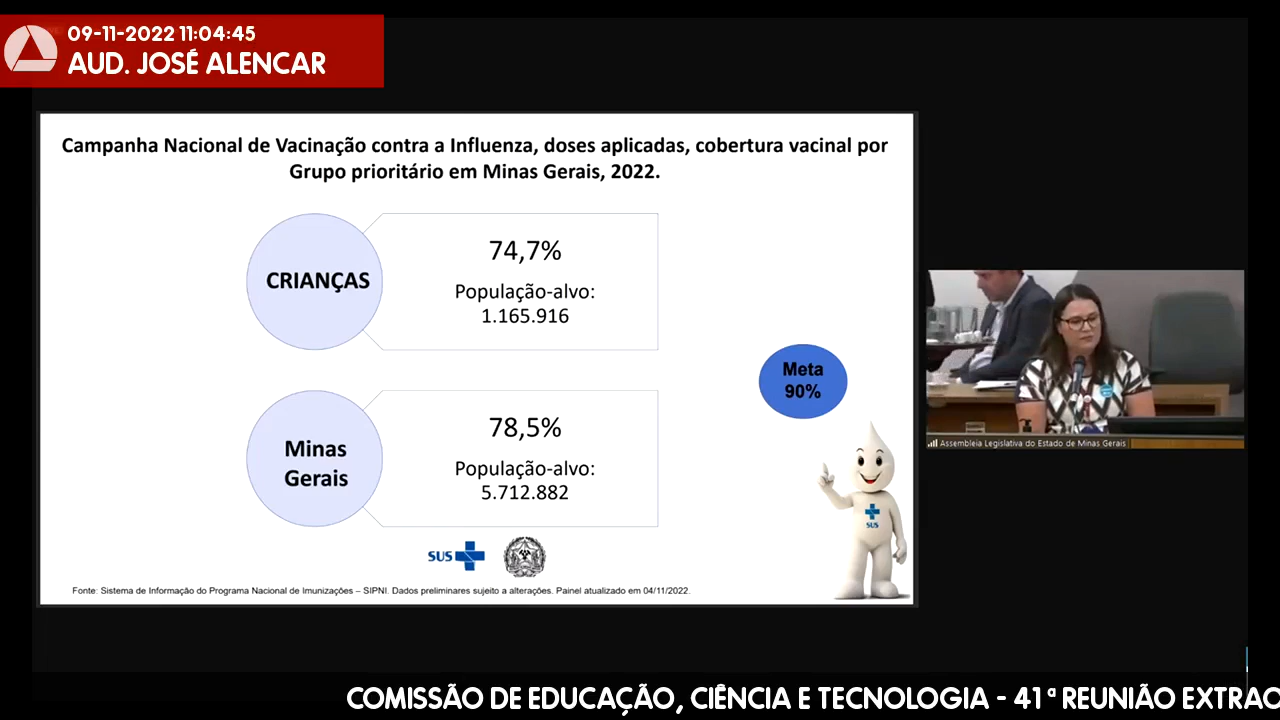 09-11-2022 11:04:45
AUD. JOSÉ ALENCAR
Campanha Nacional de Vacinação contra a Influenza, doses aplicadas, cobertura vacinal por
Grupo prioritário em Minas Gerais, 2022.
CRIANÇAS
74,7%
População-alvo:
1.165.916
Meta
90%
Minas
Gerais
78,5%
População-alvo:
5.712.882
SUS
SUS
Fonte: Sistema de Informação do Programa Nacional de Imunizações – SIPNI. Dados preliminares sujeito a alterações. Painel atualizado em 04/11/2022.
Assembleia Legislativa do Estado de Minas Gerais
COMISSÃO DE EDUCAÇÃO, CIÊNCIA E TECNOLOGIA - 41ª REUNIÃO EXTRAO